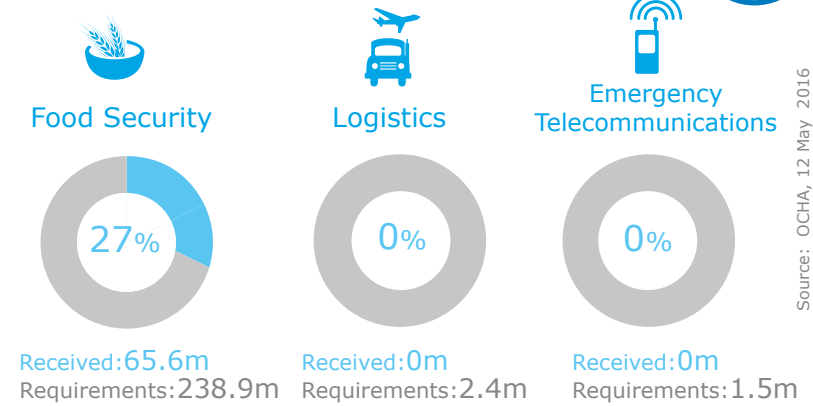 Food Security
27%
Received:65.6m
Requirements:238.9m
Logistics
0%
Received:0m
Requirements:2.4m
Emergency
Telecommunications
0%
Received:0m
Requirements:1.5m
Source: OCHA, 12 May 2016